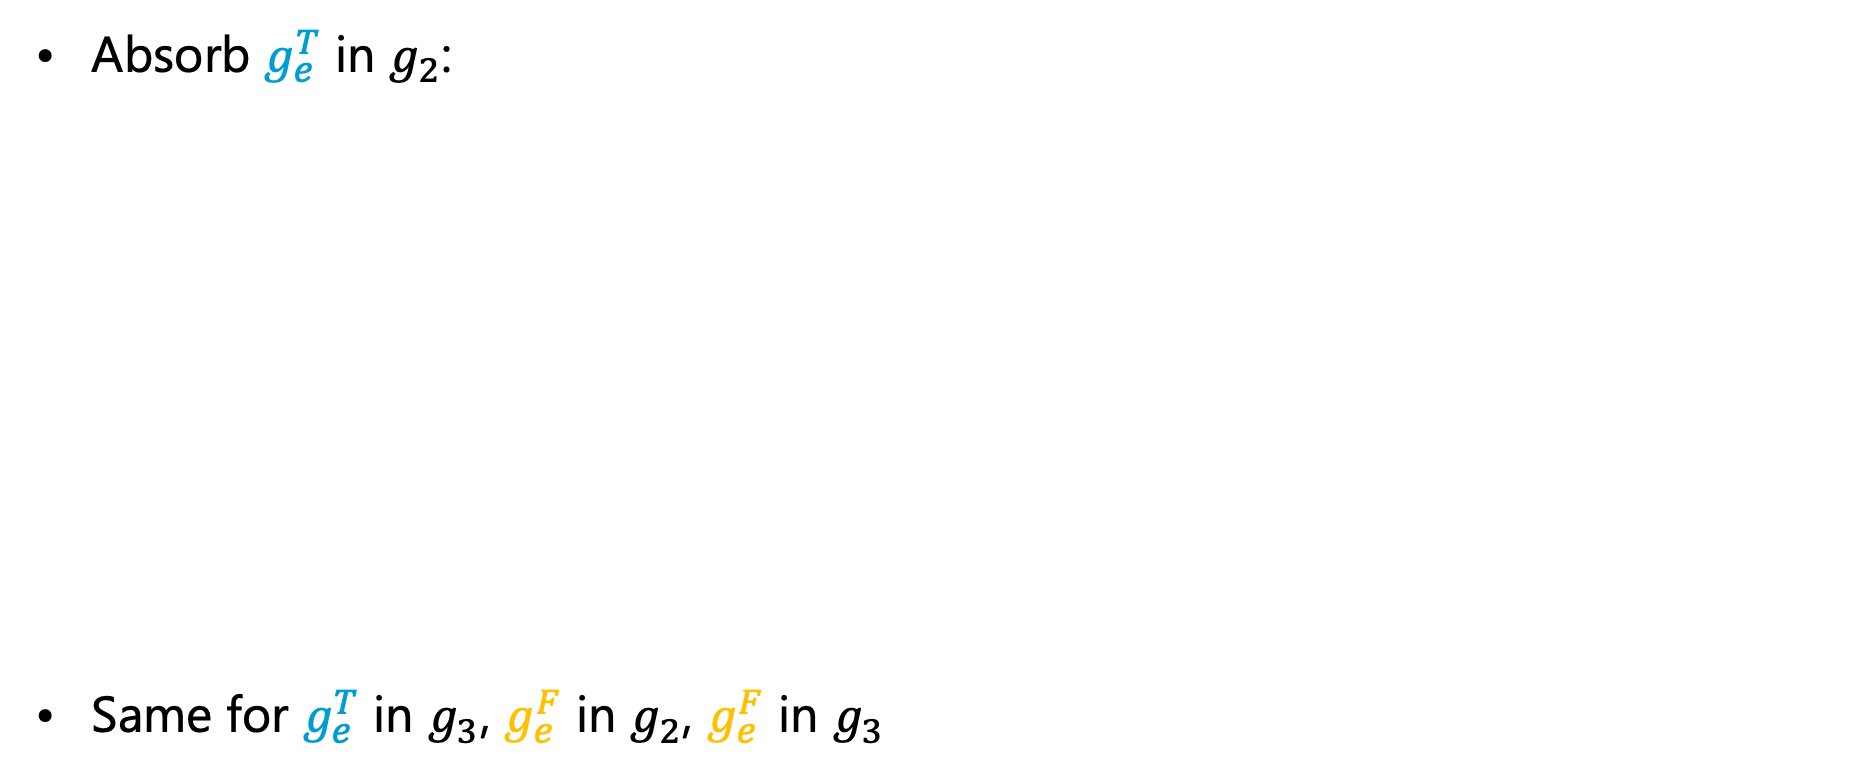 • Absorb $g_e^T$ in $g_2$:
• Same for $g_e^T$ in $g_3$, $g_e^F$ in $g_2$, $g_e^F$ in $g_3$